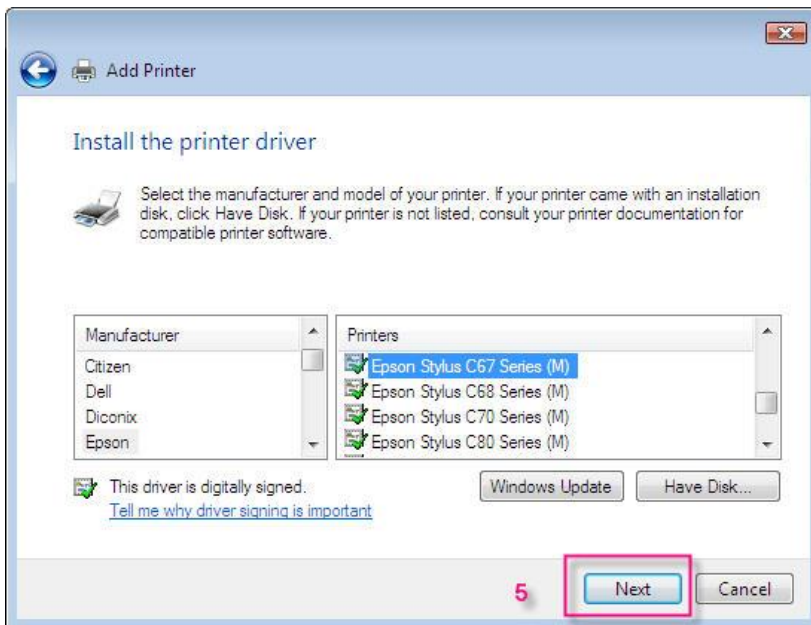 Add Printer
Install the printer driver
Select the manufacturer and model of your printer. If your printer came with an installation
disk, click Have Disk. If your printer is not listed, consult your printer documentation for
compatible printer software.
Manufacturer
Citizen
Dell
Diconix
Epson
Printers
Epson Stylus C67 Series (M)
Epson Stylus C68 Series (M)
Epson Stylus C70 Series (M)
Epson Stylus C80 Series (M)
This driver is digitally signed.
Tell me why driver signing is important
Windows Update
Have Disk...
5
Next
Cancel